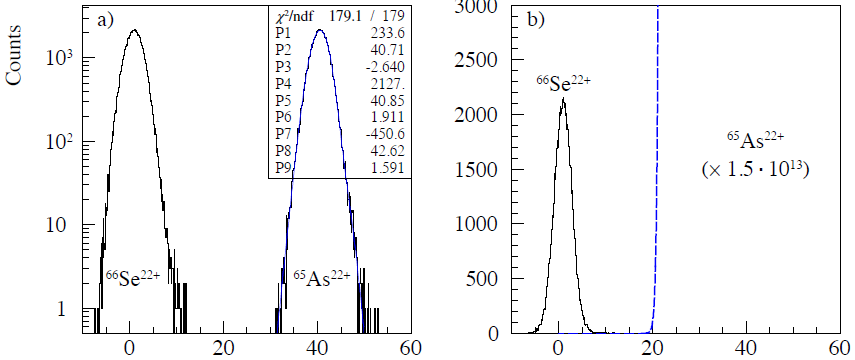 Counts
a)
10³
10²
10
1
χ²/ndf 179.1 / 179
P1 233.6
P2 40.71
P3 -2.640
P4 2127.
P5 40.85
P6 1.911
P7 -450.6
P8 42.62
P9 1.591
⁶⁶Se²²⁺
⁶⁵As²²⁺
0 20 40 60
b)
3000
2500
2000
1500
1000
500
0
⁶⁶Se²²⁺
⁶⁵As²²⁺
(× 1.5 · 10¹³)
0 20 40 60